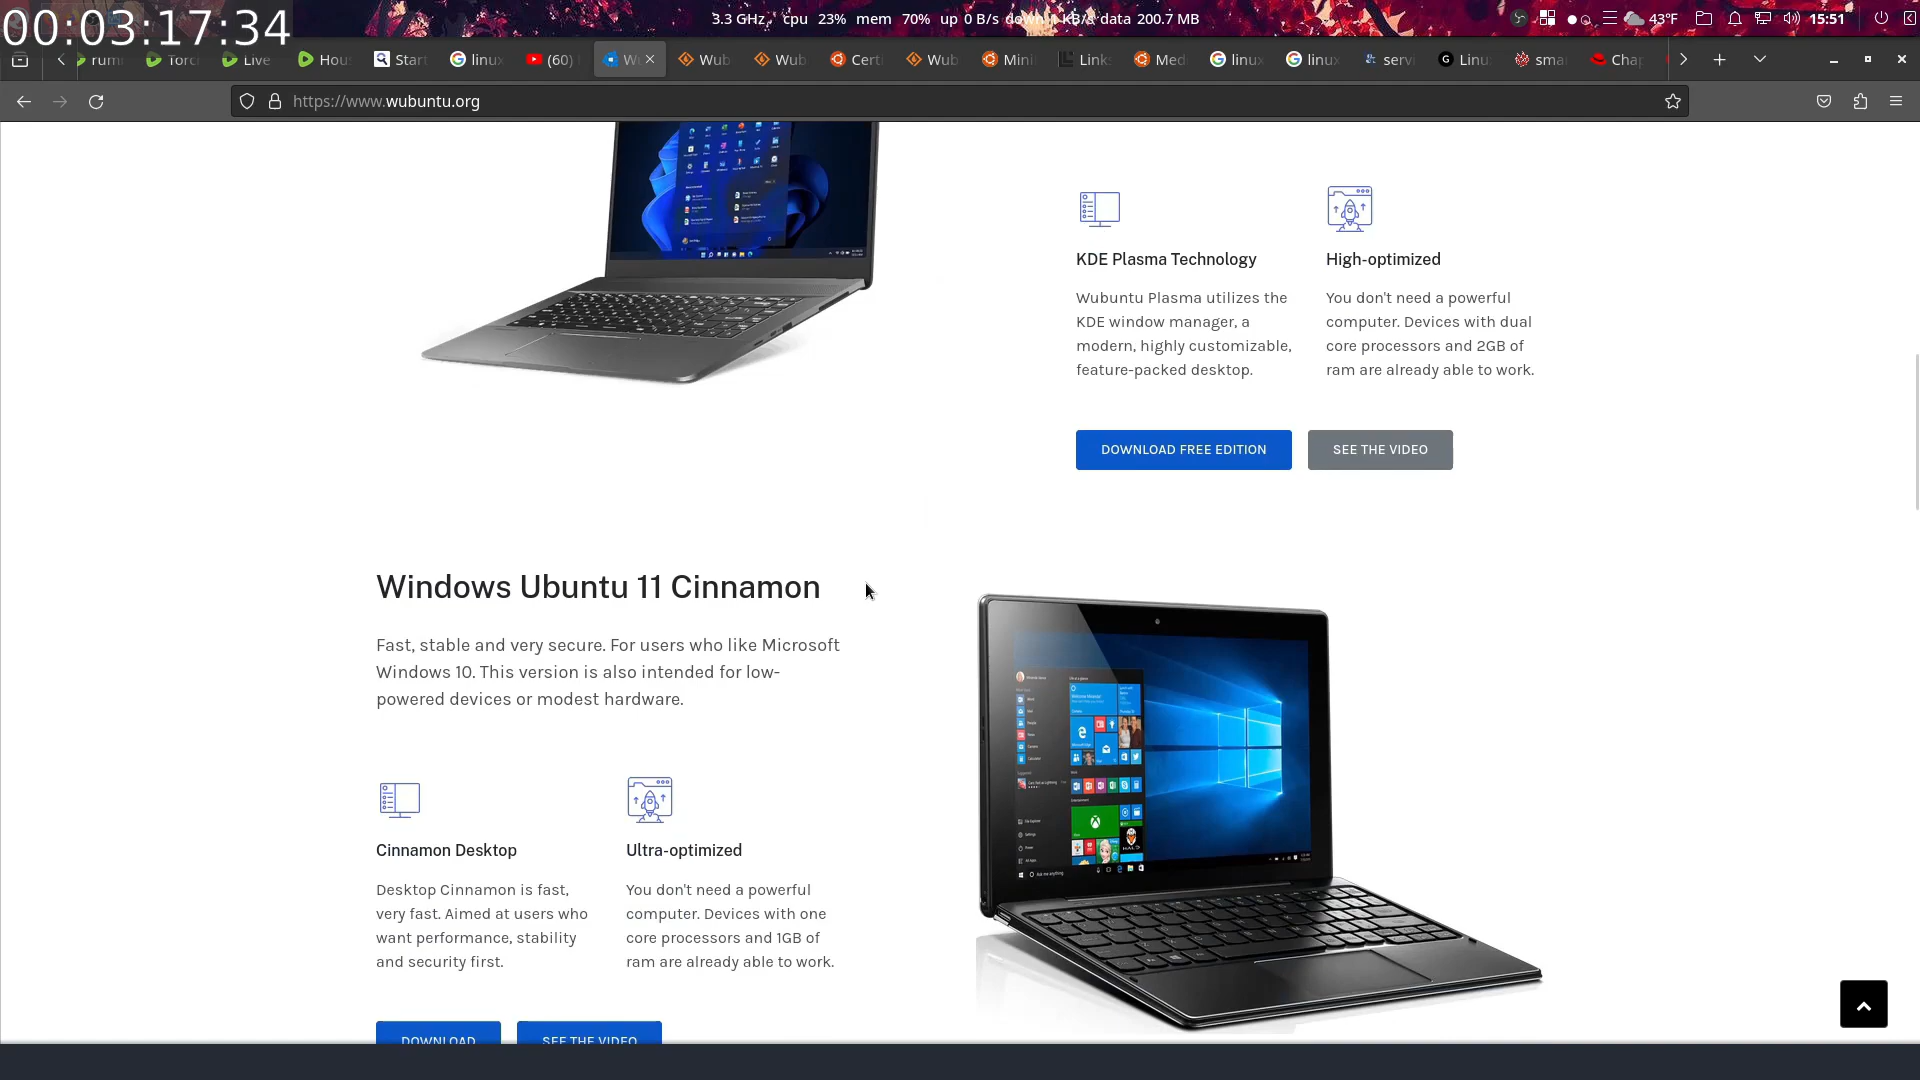 00:03:17:34
3.3 GHz, cpu 23% mem 70% up 0 B/s down 1 KB/s data 200.7 MB
43°F
15:51
rum
Torc
Live
Hou
Start
linu
(60)
W
Wub
Wub
Certi
Wub
Mini
Links
Med
linu
linu
servi
Linu
sma
Chap
https://www.wubuntu.org
KDE Plasma Technology
Wubuntu Plasma utilizes the
KDE window manager, a
modern, highly customizable,
feature-packed desktop.
High-optimized
You don't need a powerful
computer. Devices with dual
core processors and 2GB of
ram are already able to work.
DOWNLOAD FREE EDITION
SEE THE VIDEO
Windows Ubuntu 11 Cinnamon
Fast, stable and very secure. For users who like Microsoft
Windows 10. This version is also intended for low-
powered devices or modest hardware.
Cinnamon Desktop
Desktop Cinnamon is fast,
very fast. Aimed at users who
want performance, stability
and security first.
Ultra-optimized
You don't need a powerful
computer. Devices with one
core processors and 1GB of
ram are already able to work.
DOWNLOAD
SEE THE VIDEO